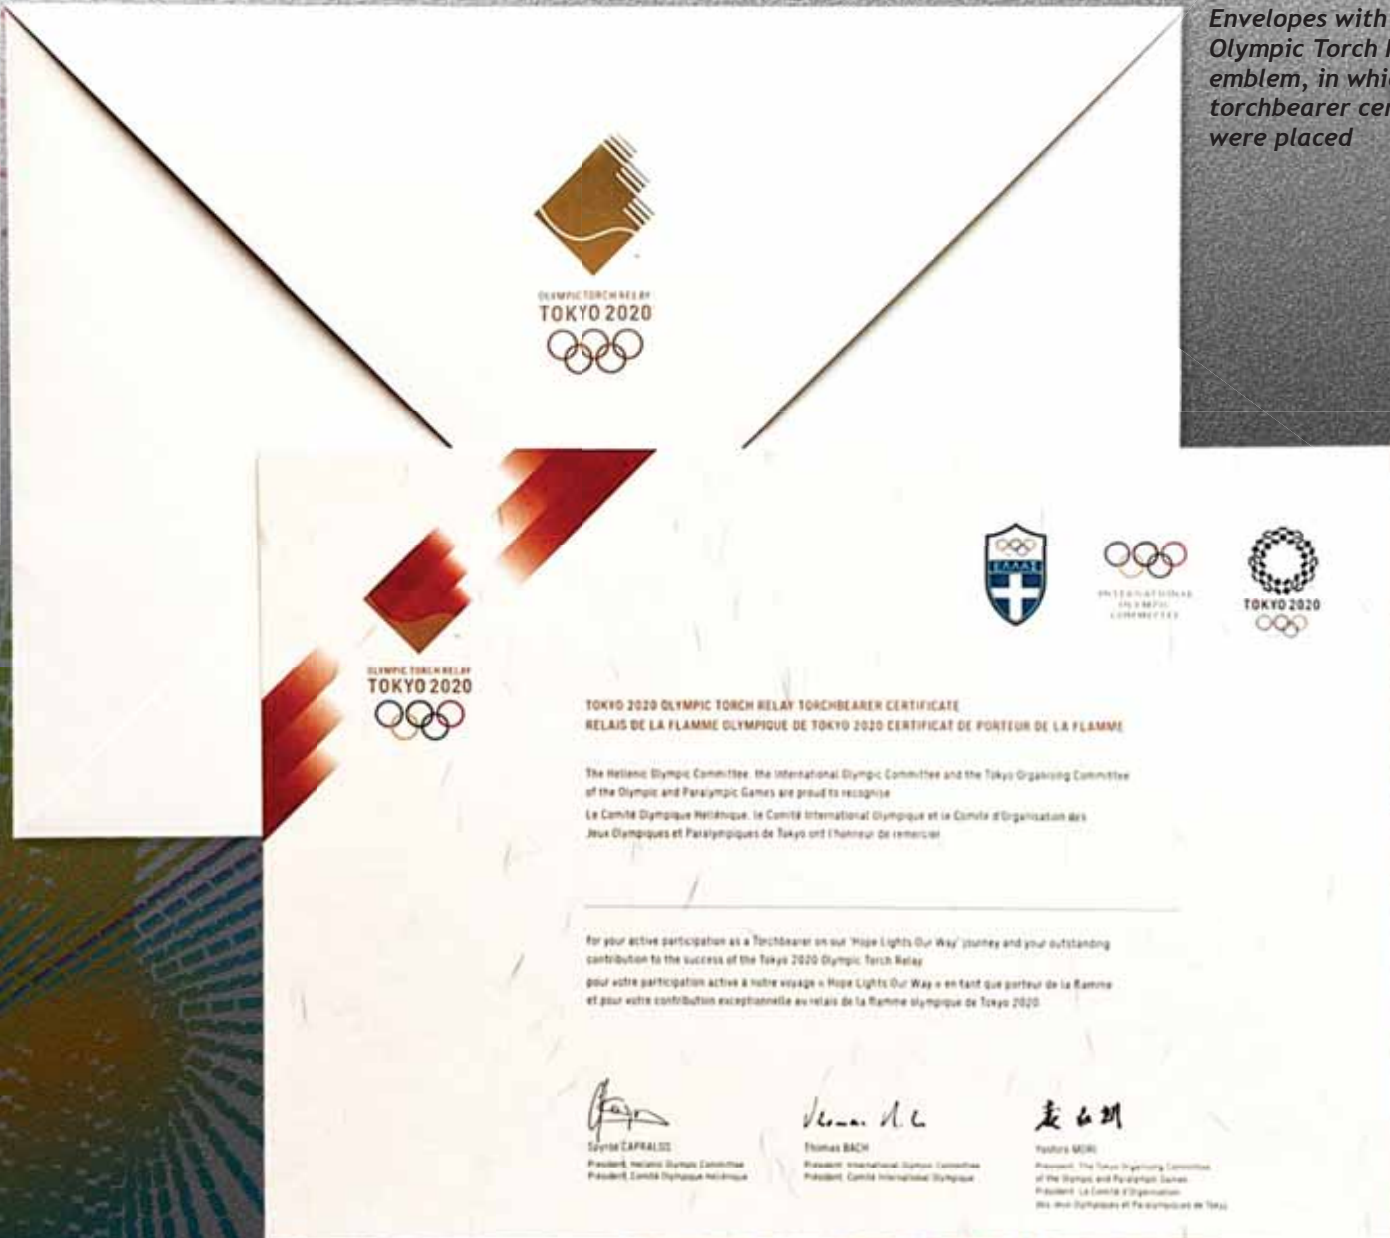 Envelopes with
Olympic Torch
emblem, in
torchbearer
were placed
OLYMPIC TORCH RELAY
TOKYO 2020
OLYMPIC TORCH RELAY
TOKYO 2020
ΕΛΛΑΣ
INTERNATIONAL
OLYMPIC
COMMITTEE
TOKYO 2020
TOKYO 2020 OLYMPIC TORCH RELAY TORCHBEARER CERTIFICATE
RELAIS DE LA FLAMME OLYMPIQUE DE TOKYO 2020 CERTIFICAT DE PORTEUR DE LA FLAMME
The Hellenic Olympic Committee, the International Olympic Committee and the Tokyo Organising Committee
of the Olympic and Paralympic Games are proud to recognise
Le Comité Olympique Hellénique, le Comité International Olympique et le Comité d'Organisation des
Jeux Olympiques et Paralympiques de Tokyo ont l'honneur de remercier
for your active participation as a Torchbearer on our 'Hope Lights Our Way' journey and your outstanding
contribution to the success of the Tokyo 2020 Olympic Torch Relay
pour votre participation active à notre voyage « Hope Lights Our Way » en tant que porteur de la flamme
et pour votre contribution exceptionnelle au relais de la flamme olympique de Tokyo 2020
Spyros CAPRALOS
President, Hellenic Olympic Committee
Président, Comité Olympique Hellénique
Thomas BACH
President, International Olympic Committee
Président, Comité International Olympique
Yoshiro MORI
President, The Tokyo Organising Committee
of the Olympic and Paralympic Games
Président, Le Comité d'Organisation
des Jeux Olympiques et Paralympiques de Tokyo